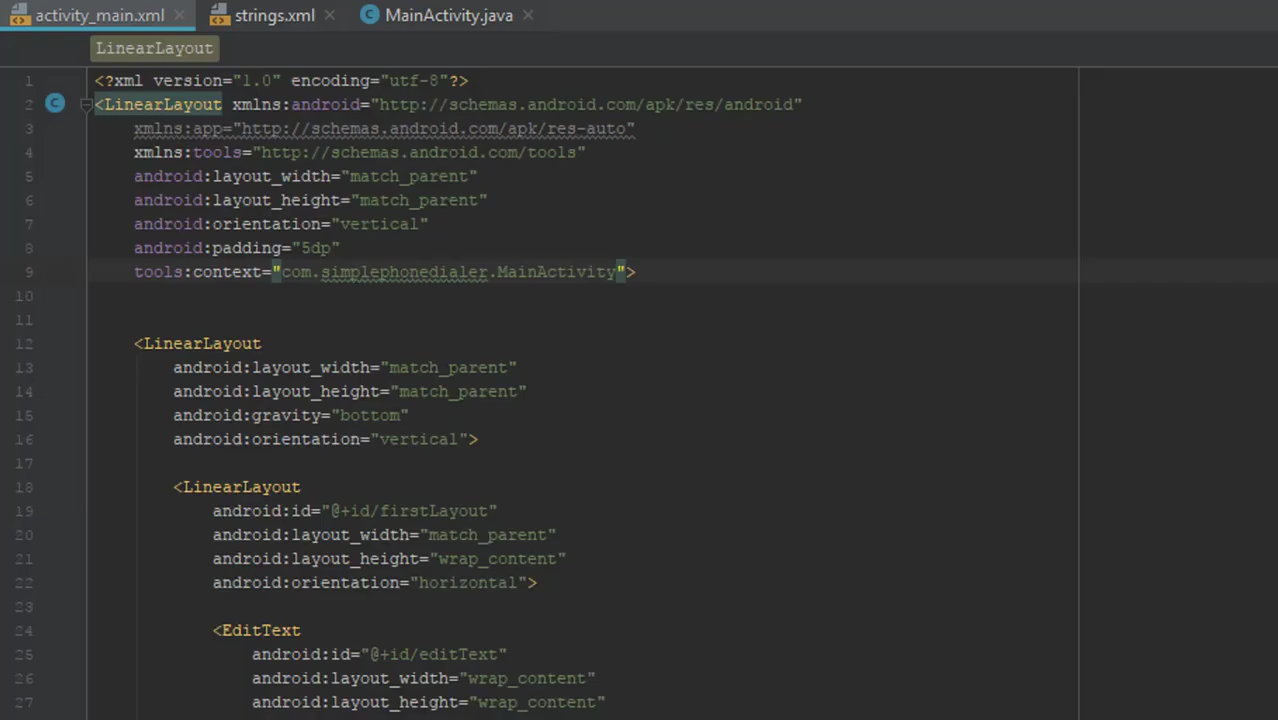 activity_main.xml strings.xml MainActivity.java
LinearLayout
1 <?xml version="1.0" encoding="utf-8"?>
2 <LinearLayout xmlns:android="http://schemas.android.com/apk/res/android"
3 xmlns:app="http://schemas.android.com/apk/res-auto"
4 xmlns:tools="http://schemas.android.com/tools"
5 android:layout_width="match_parent"
6 android:layout_height="match_parent"
7 android:orientation="vertical"
8 android:padding="5dp"
9 tools:context="com.simplephonedialer.MainActivity">
10
11
12 <LinearLayout
13 android:layout_width="match_parent"
14 android:layout_height="match_parent"
15 android:gravity="bottom"
16 android:orientation="vertical">
17
18 <LinearLayout
19 android:id="@+id/firstLayout"
20 android:layout_width="match_parent"
21 android:layout_height="wrap_content"
22 android:orientation="horizontal">
23
24 <EditText
25 android:id="@+id/editText"
26 android:layout_width="wrap_content"
27 android:layout_height="wrap_content"